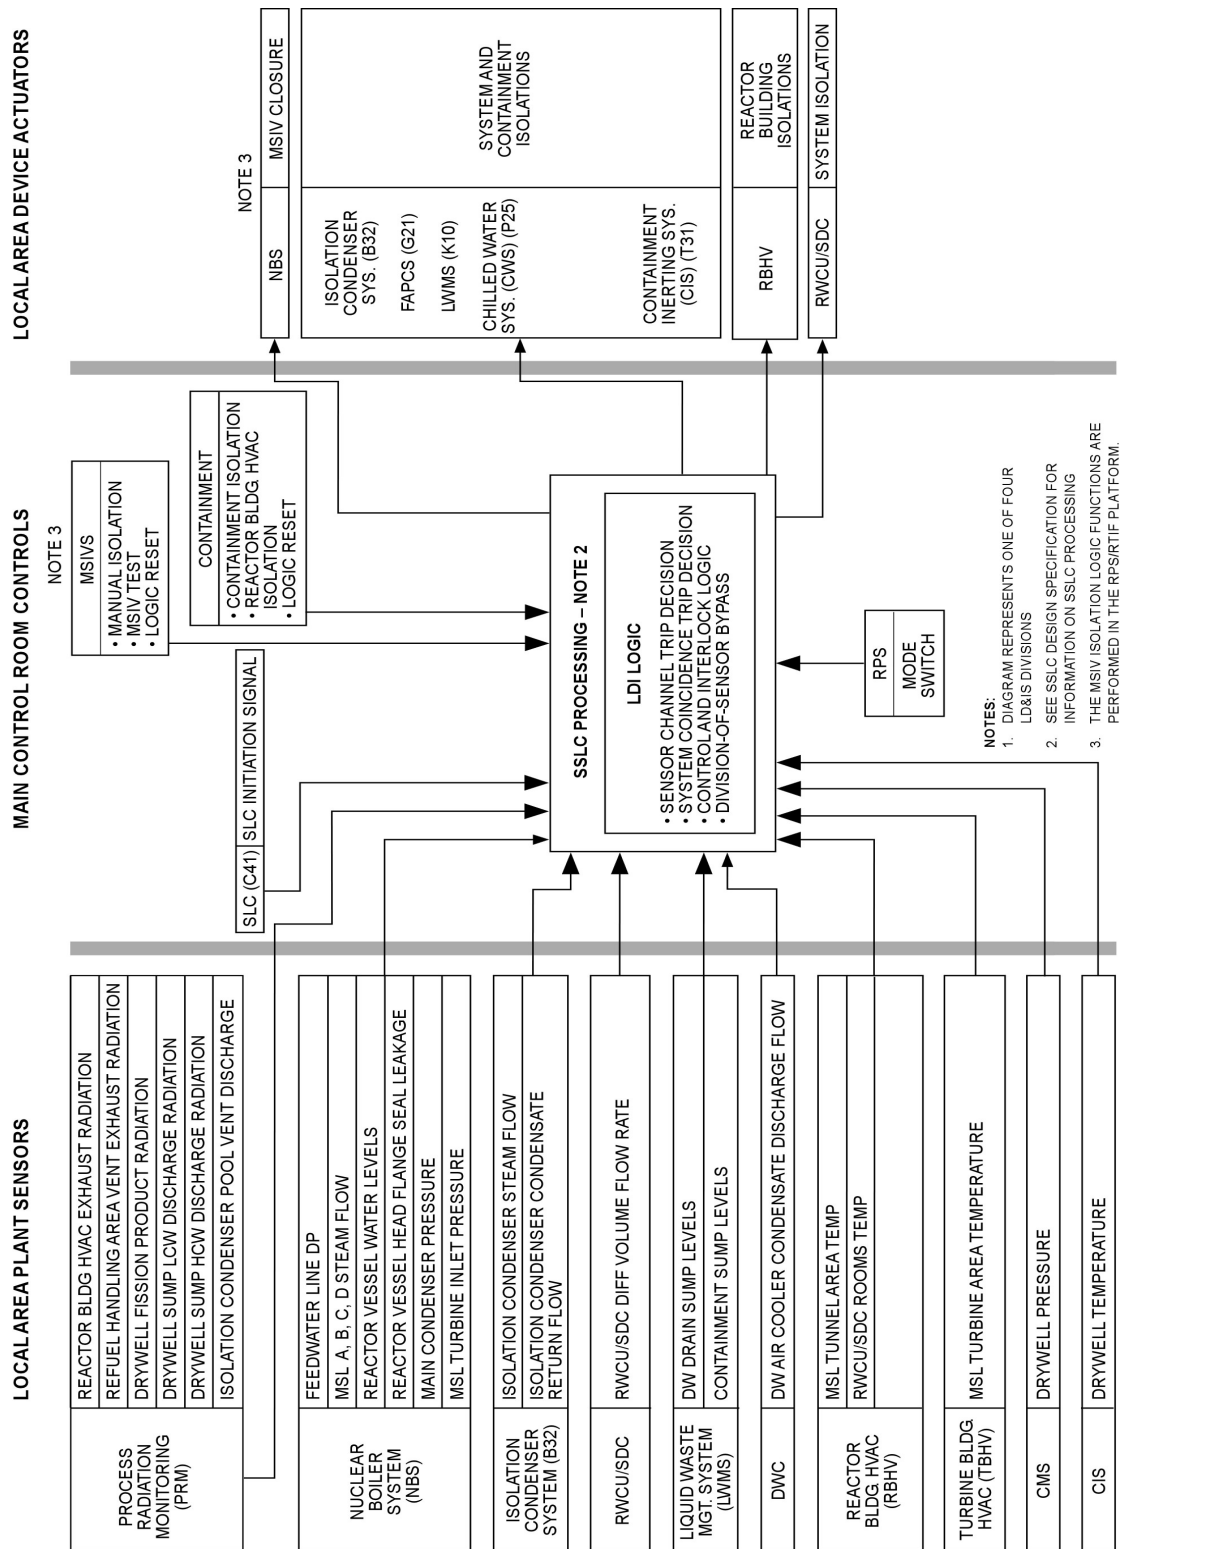 LOCAL AREA PLANT SENSORS
MAIN CONTROL ROOM CONTROLS
LOCAL AREA DEVICE ACTUATORS
PROCESS
RADIATION
MONITORING
(PRM)
REACTOR BLDG HVAC EXHAUST RADIATION
REFUEL HANDLING AREA VENT EXHAUST RADIATION
DRYWELL FISSION PRODUCT RADIATION
DRYWELL SUMP LCW DISCHARGE RADIATION
DRYWELL SUMP HCW DISCHARGE RADIATION
ISOLATION CONDENSER POOL VENT DISCHARGE
NUCLEAR
BOILER
SYSTEM
(NBS)
FEEDWATER LINE DP
MSL A, B, C, D STEAM FLOW
REACTOR VESSEL WATER LEVELS
REACTOR VESSEL HEAD FLANGE SEAL LEAKAGE
MAIN CONDENSER PRESSURE
MSL TURBINE INLET PRESSURE
ISOLATION
CONDENSER
SYSTEM (B32)
ISOLATION CONDENSER STEAM FLOW
ISOLATION CONDENSER CONDENSATE
RETURN FLOW
RWCU/SDC
RWCU/SDC DIFF VOLUME FLOW RATE
LIQUID WASTE
MGT. SYSTEM
(LWMS)
DW DRAIN SUMP LEVELS
CONTAINMENT SUMP LEVELS
DWC
DW AIR COOLER CONDENSATE DISCHARGE FLOW
REACTOR
BLDG. HVAC
(RBHV)
MSL TUNNEL AREA TEMP
RWCU/SDC ROOMS TEMP
TURBINE BLDG.
HVAC (TBHV)
MSL TURBINE AREA TEMPERATURE
CMS
DRYWELL PRESSURE
CIS
DRYWELL TEMPERATURE
NOTE 3
MSIVS
• MANUAL ISOLATION
• MSIV TEST
• LOGIC RESET
CONTAINMENT
• CONTAINMENT ISOLATION
• REACTOR BLDG. HVAC
ISOLATION
• LOGIC RESET
SLC (C41)
SLC INITIATION SIGNAL
SSLC PROCESSING – NOTE 2
LDI LOGIC
• SENSOR CHANNEL TRIP DECISION
• SYSTEM COINCIDENCE TRIP DECISION
• CONTROL AND INTERLOCK LOGIC
• DIVISION-OF-SENSOR BYPASS
RPS
MODE
SWITCH
NOTES:
1. DIAGRAM REPRESENTS ONE OF FOUR
LD&IS DIVISIONS
2. SEE SSLC DESIGN SPECIFICATION FOR
INFORMATION ON SSLC PROCESSING
3. THE MSIV ISOLATION LOGIC FUNCTIONS ARE
PERFORMED IN THE RPS/RTIF PLATFORM.
NOTE 3
NBS
MSIV CLOSURE
ISOLATION
CONDENSER
SYS. (B32)
FAPCS (G21)
LWMS (K10)
CHILLED WATER
SYS. (CWS) (P25)
CONTAINMENT
INERTING SYS.
(CIS) (T31)
SYSTEM AND
CONTAINMENT
ISOLATIONS
RBHV
REACTOR
BUILDING
ISOLATIONS
RWCU/SDC
SYSTEM ISOLATION